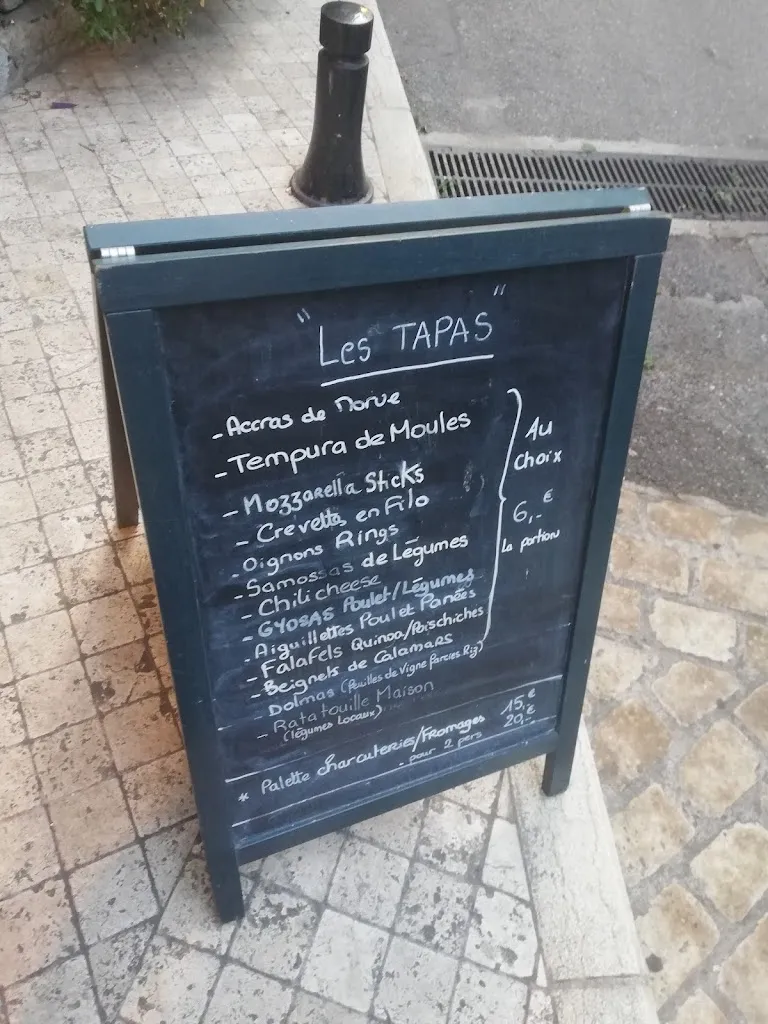 "Les TAPAS"
- Accras de Morue
- Tempura de Moules
- Mozzarella Sticks
- Crevettes en Filo
- Oignons Rings
- Samossas de Légumes
- Chili cheese
- GYOSAS Poulet/Légumes
- Aiguillettes Poulet Panées
- Falafels Quinoa/Poischiches
- Beignets de Calamars
Dolmas (Feuilles de Vigne Farcies Riz)
- Ratatouille Maison
(légumes Locaux)
Au
choix
6,-€
la portion
* Palette charcuteries/Fromages 15,-€
- pour 2 pers 20,-€